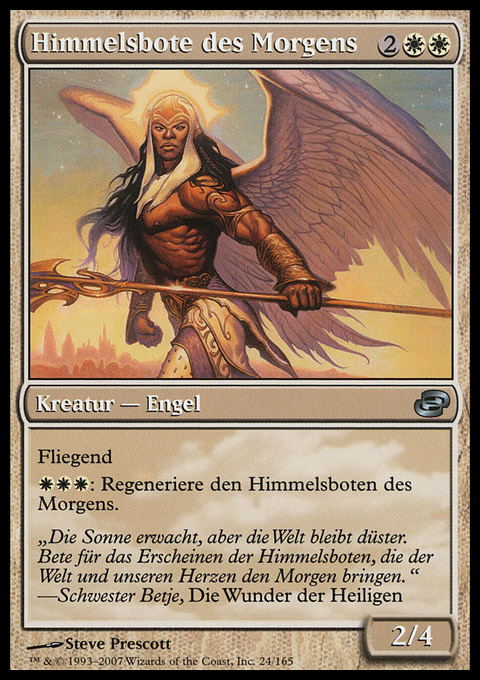 Himmelsbote des Morgens 2
Kreatur — Engel
Fliegend
: Regeneriere den Himmelsboten des
Morgens.
„Die Sonne erwacht, aber die Welt bleibt düster.
Bete für das Erscheinen der Himmelsboten, die der
Welt und unseren Herzen den Morgen bringen.“
—Schwester Betje, Die Wunder der Heiligen
Steve Prescott
2/4
™ & © 1993–2007 Wizards of the Coast, Inc. 24/165